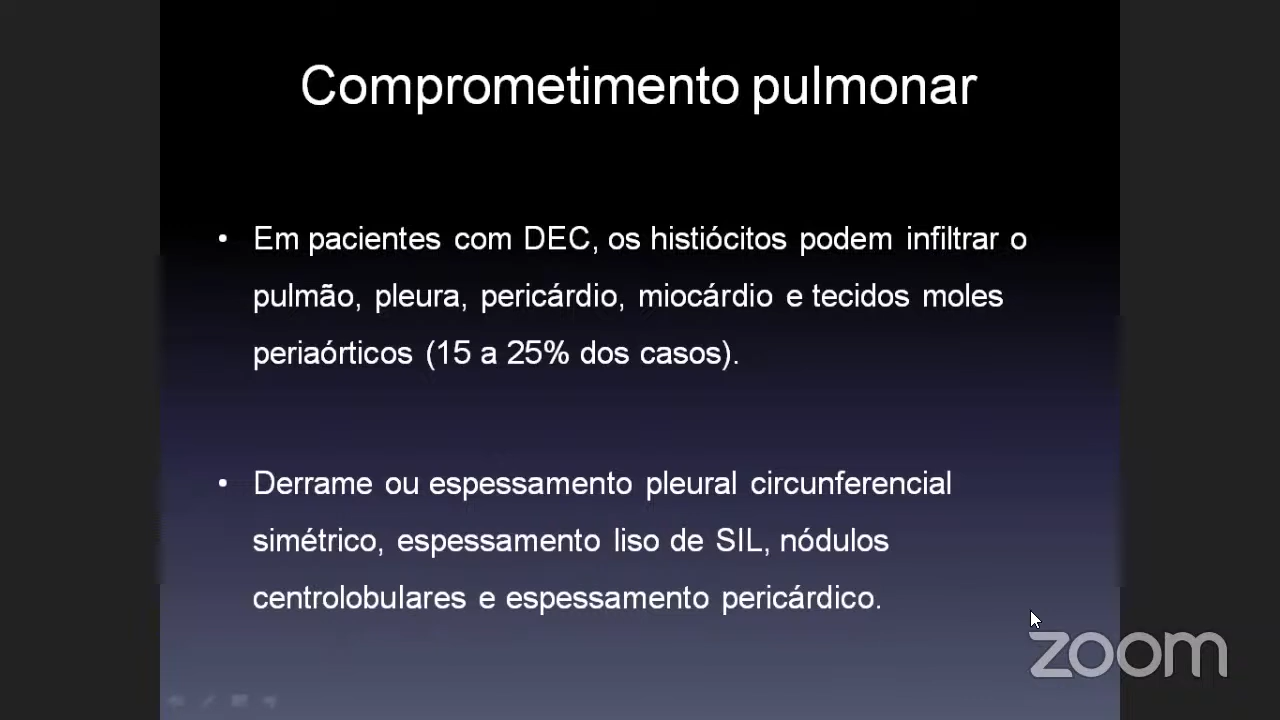 Comprometimento pulmonar
• Em pacientes com DEC, os histiócitos podem infiltrar o
pulmão, pleura, pericárdio, miocárdio e tecidos moles
periaórticos (15 a 25% dos casos).
• Derrame ou espessamento pleural circunferencial
simétrico, espessamento liso de SIL, nódulos
centrolobulares e espessamento pericárdico.
zoom